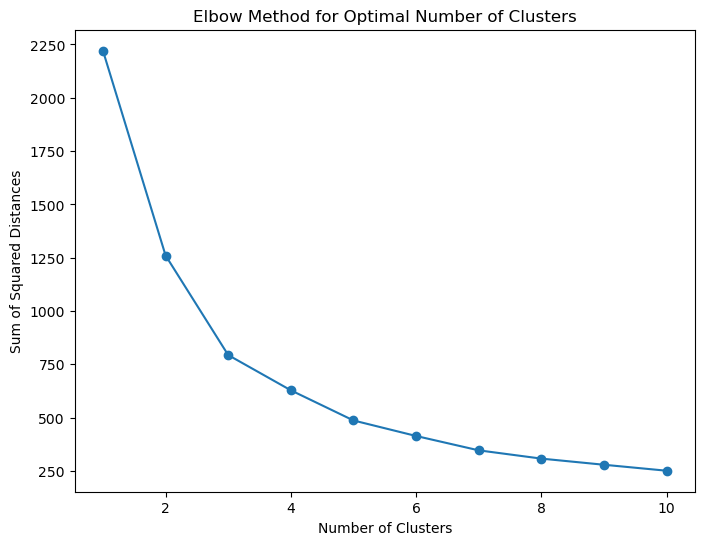 Elbow Method for Optimal Number of Clusters
2250
2000
1750
1500
1250
1000
750
500
250
Sum of Squared Distances
2 4 6 8 10
Number of Clusters